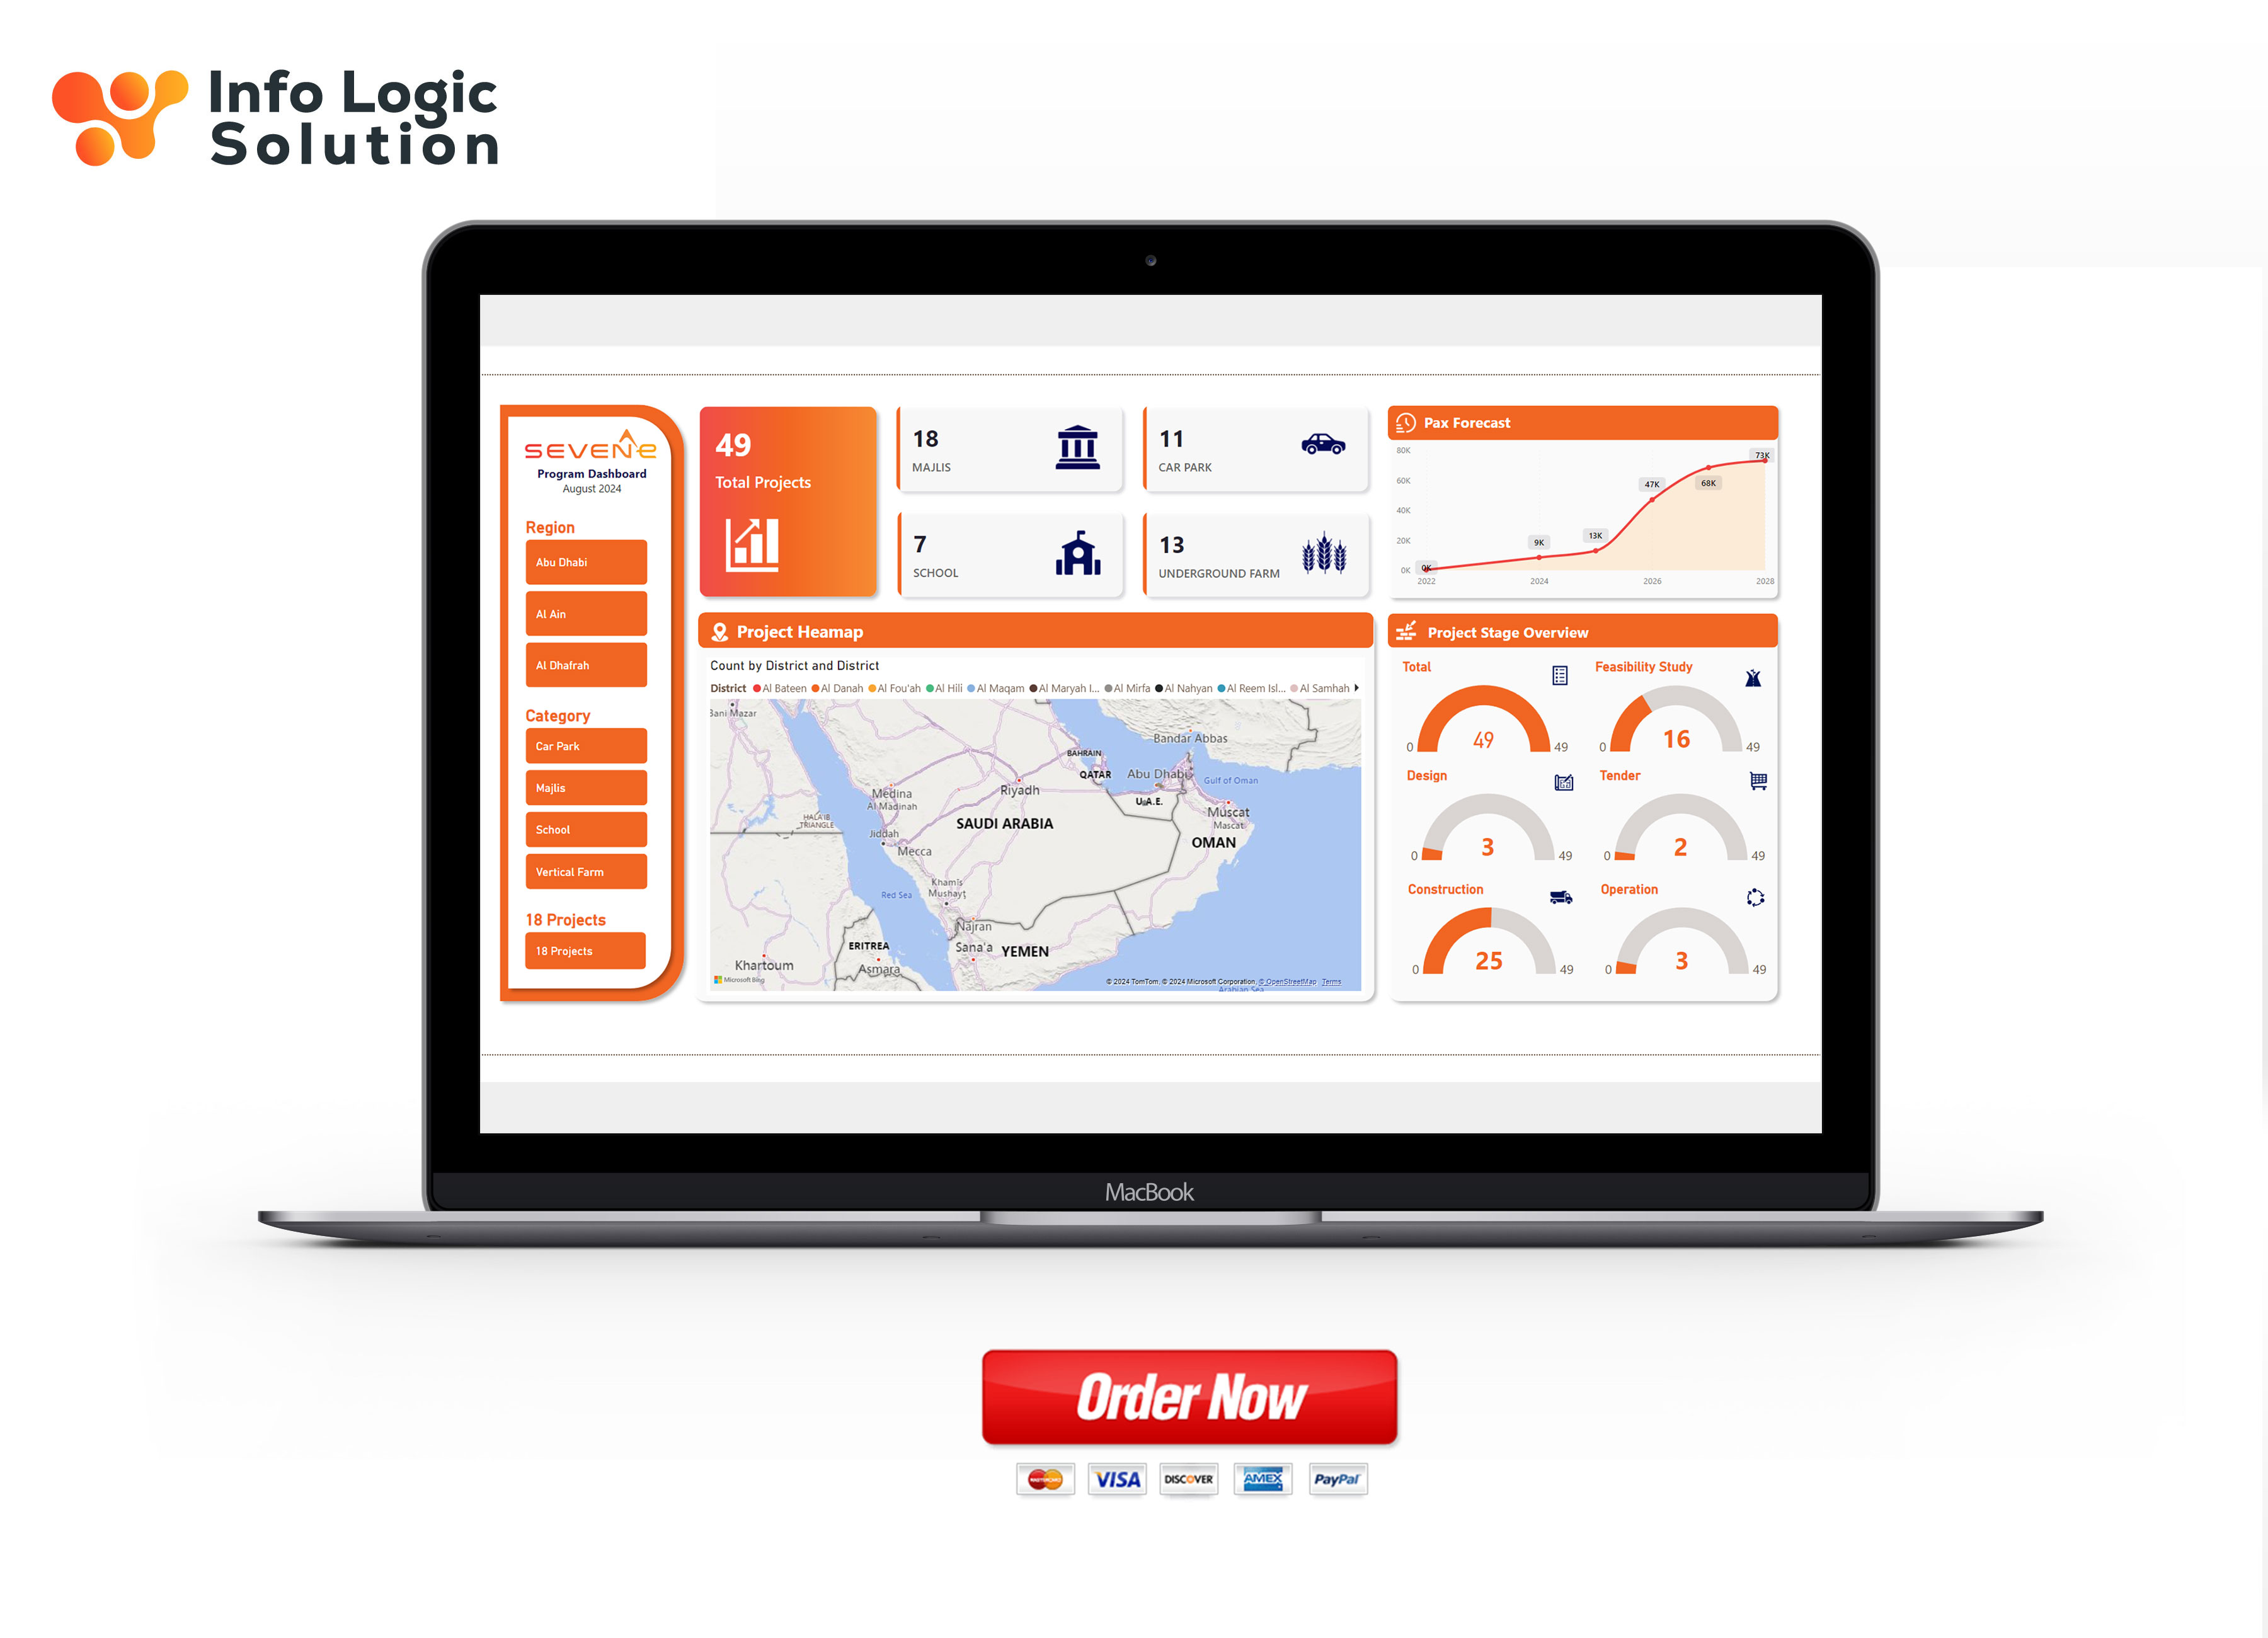 Info Logic
Solution
SEVENE
Program Dashboard
August 2024
Region
Abu Dhabi
Al Ain
Al Dhafrah
Category
Car Park
Majlis
School
Vertical Farm
18 Projects
18 Projects
49
Total Projects
18
MAJLIS
11
CAR PARK
7
SCHOOL
13
UNDERGROUND FARM
Pax Forecast
80K
60K
40K
20K
0K
0K
9K
13K
47K
68K
73K
2022
2024
2026
2028
Project Heamap
Count by District and District
District Al Bateen Al Danah Al Fou'ah Al Hili Al Maqam Al Maryah I... Al Mirfa Al Nahyan Al Reem Isl... Al Samhah
Bani Mazar
Bandar Abbas
BAHRAIN
QATAR
Abu Dhabi
Gulf of Oman
U.A.E.
Medina
Al Madinah
Riyadh
Muscat
Mascat
HALA'IB
TRIANGLE
Jiddah
SAUDI ARABIA
OMAN
Mecca
Red Sea
Khamis
Mushayt
Najran
ERITREA
Sana'a
YEMEN
Khartoum
Asmara
Microsoft Bing
© 2024 TomTom, © 2024 Microsoft Corporation, © OpenStreetMap Terms
Arabian Sea
Project Stage Overview
Total
0
49
49
Feasibility Study
0
16
49
Design
0
3
49
Tender
0
2
49
Construction
0
25
49
Operation
0
3
49
MacBook
Order Now
MASTERCARD
VISA
DISCOVER
AMEX
PayPal